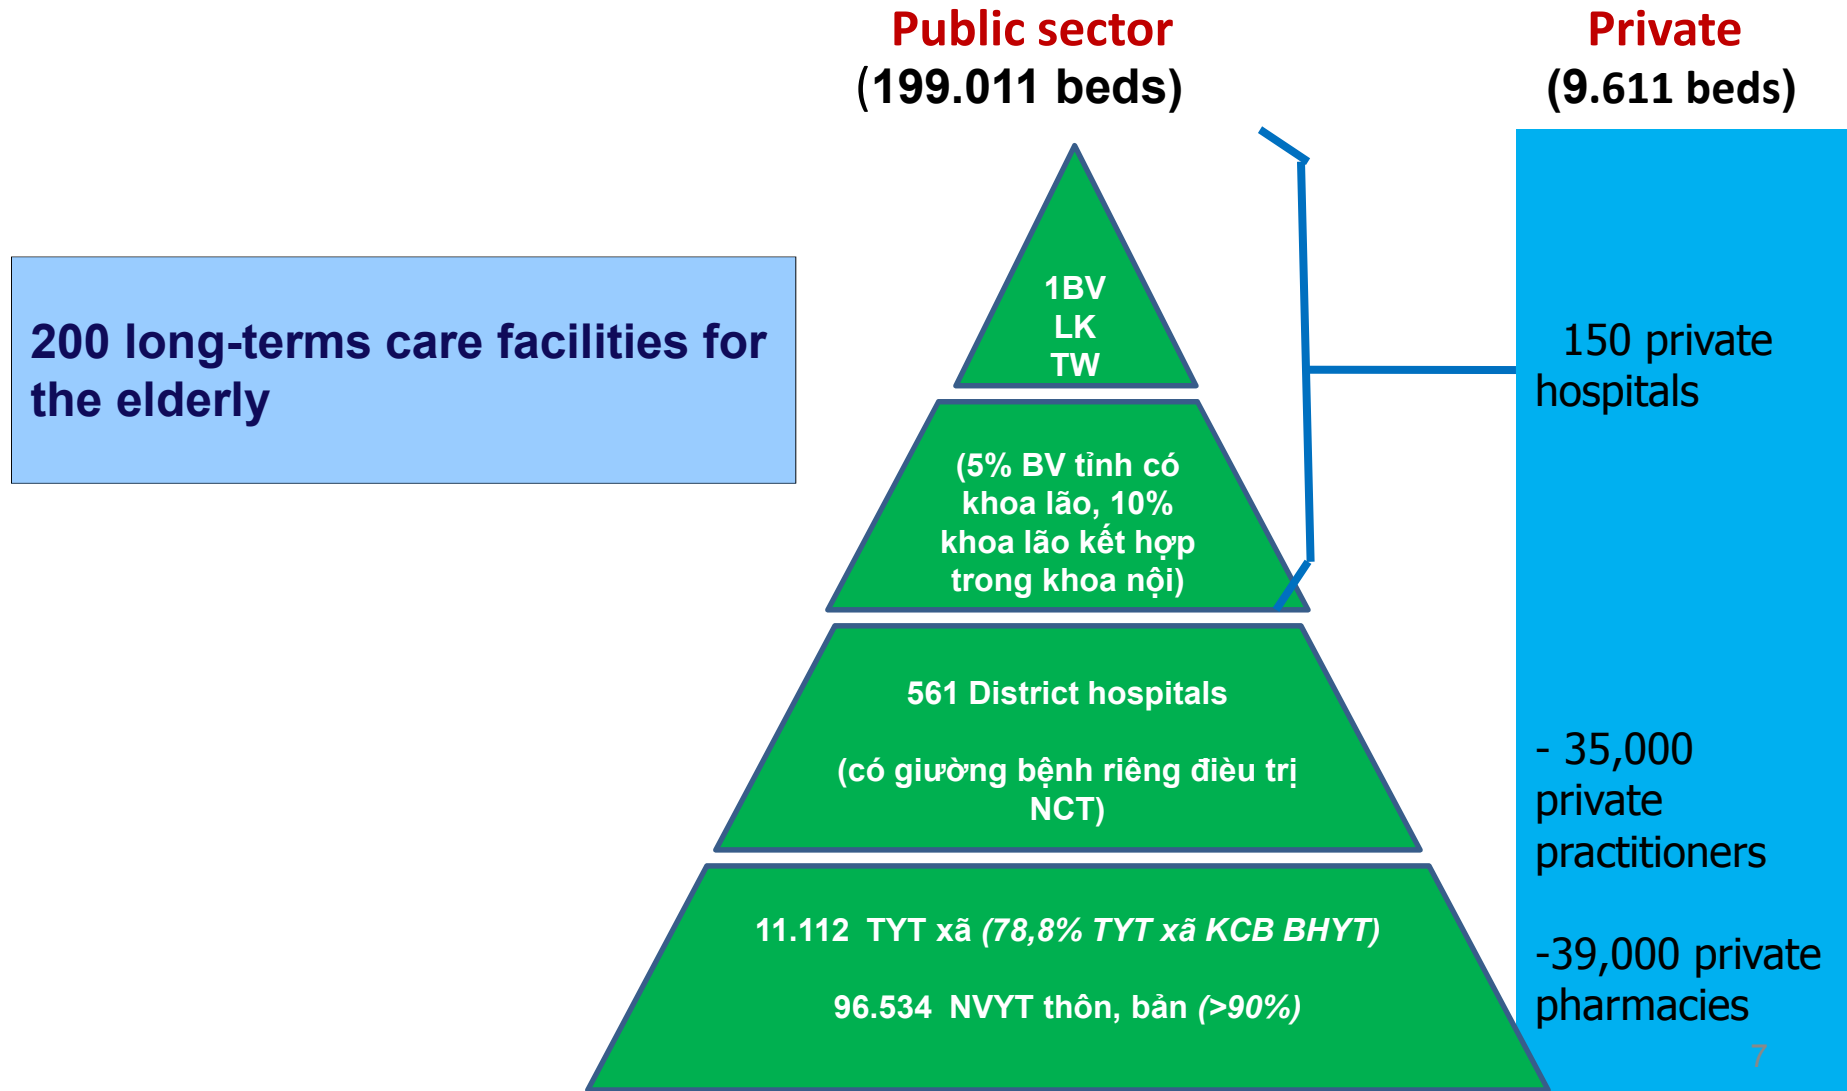 Public sector
(199.011 beds)
Private
(9.611 beds)
200 long-terms care facilities for
the elderly
1BV
LK
TW
(5% BV tỉnh có
khoa lão, 10%
khoa lão kết hợp
trong khoa nội)
561 District hospitals
(có giường bệnh riêng đièu trị
NCT)
11.112 TYT xã (78,8% TYT xã KCB BHYT)
96.534 NVYT thôn, bản (>90%)
150 private
hospitals
- 35,000
private
practitioners
-39,000 private
pharmacies
7